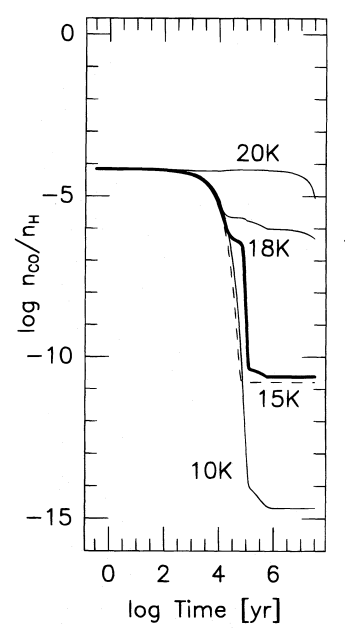 0
20K
−5
18K
log n_CO/n_H
−10
15K
10K
−15
0 2 4 6
log Time [yr]